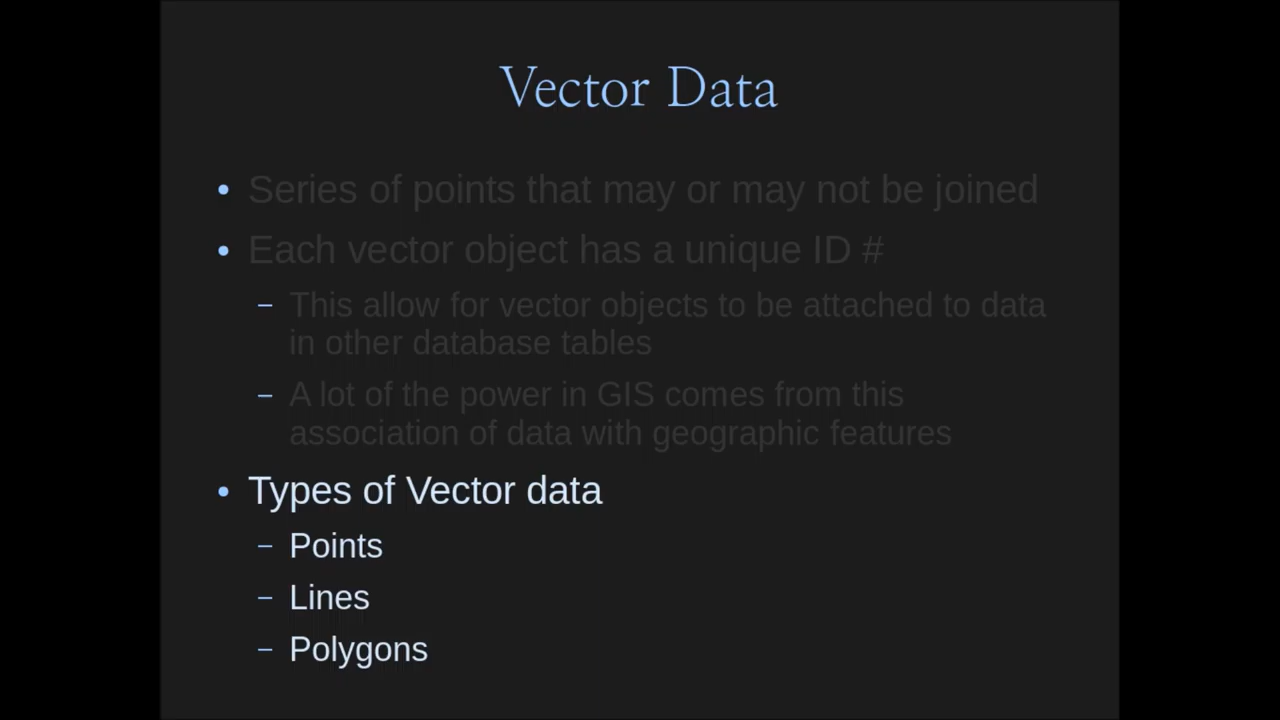 Vector Data
• Series of points that may or may not be joined
• Each vector object has a unique ID #
– This allow for vector objects to be attached to data
in other database tables
– A lot of the power in GIS comes from this
association of data with geographic features
• Types of Vector data
– Points
– Lines
– Polygons